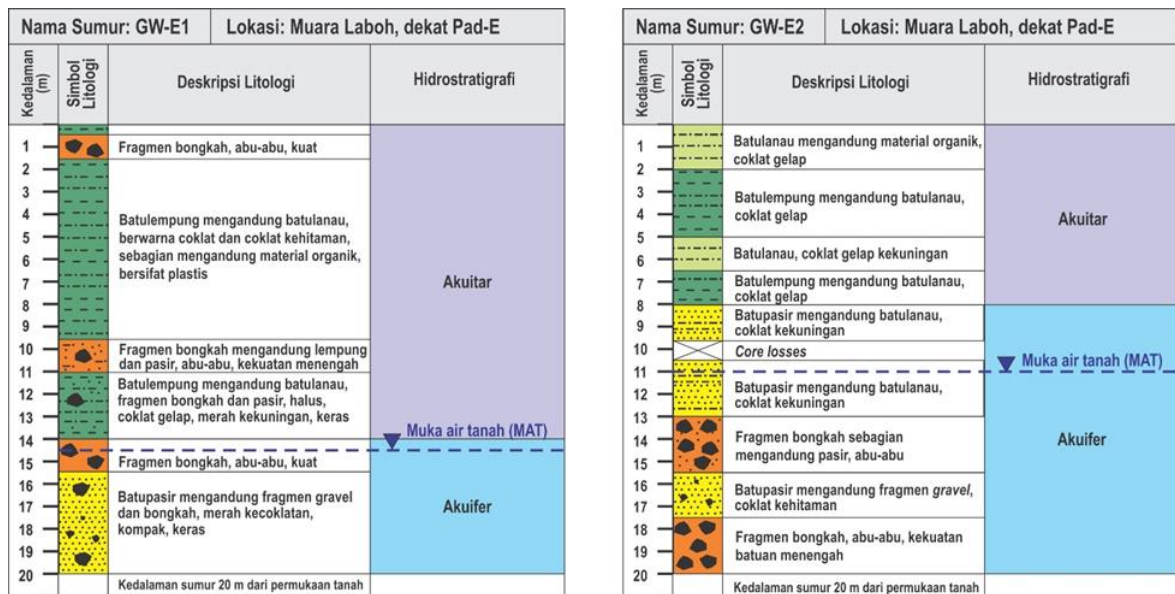 Nama Sumur: GW-E1
Lokasi: Muara Laboh, dekat Pad-E
Kedalaman
(m)
Simbol
Litologi
Deskripsi Litologi
Hidrostratigrafi
1
2
3
4
5
6
7
8
9
10
11
12
13
14
15
16
17
18
19
20
Fragmen bongkah, abu-abu, kuat
Batulempung mengandung batulanau,
berwarna coklat dan coklat kehitaman,
sebagian mengandung material organik,
bersifat plastis
Fragmen bongkah mengandung lempung
dan pasir, abu-abu, kekuatan menengah
Batulempung mengandung batulanau,
fragmen bongkah dan pasir, halus,
coklat gelap, merah kekuningan, keras
Fragmen bongkah, abu-abu, kuat
Batupasir mengandung fragmen gravel
dan bongkah, merah kecoklatan,
kompak, keras
Kedalaman sumur 20 m dari permukaan tanah
Akuitar
Muka air tanah (MAT)
Akuifer
Nama Sumur: GW-E2
Lokasi: Muara Laboh, dekat Pad-E
Kedalaman
(m)
Simbol
Litologi
Deskripsi Litologi
Hidrostratigrafi
1
2
3
4
5
6
7
8
9
10
11
12
13
14
15
16
17
18
19
20
Batulanau mengandung material organik,
coklat gelap
Batulempung mengandung batulanau,
coklat gelap
Batulanau, coklat gelap kekuningan
Batulempung mengandung batulanau,
coklat gelap
Batupasir mengandung batulanau,
coklat kekuningan
Core losses
Batupasir mengandung batulanau,
coklat kekuningan
Fragmen bongkah sebagian
mengandung pasir, abu-abu
Batupasir mengandung fragmen gravel,
coklat kehitaman
Fragmen bongkah, abu-abu, kekuatan
batuan menengah
Kedalaman sumur 20 m dari permukaan tanah
Akuitar
Muka air tanah (MAT)
Akuifer